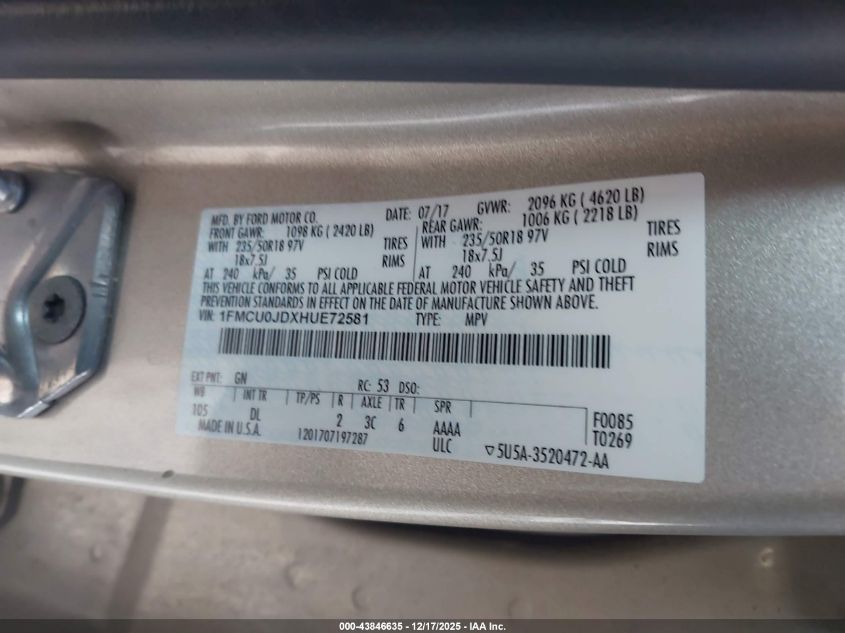 MFD. BY FORD MOTOR CO. DATE: 07/17 GVWR: 2096 KG ( 4620 LB)
FRONT GAWR: 1098 KG ( 2420 LB) REAR GAWR: 1006 KG ( 2218 LB)
WITH 235/50R18 97V TIRES WITH 235/50R18 97V TIRES
18x7.5J RIMS 18x7.5J RIMS
AT 240 kPa/ 35 PSI COLD AT 240 kPa/ 35 PSI COLD
THIS VEHICLE CONFORMS TO ALL APPLICABLE FEDERAL MOTOR VEHICLE SAFETY AND THEFT
PREVENTION STANDARDS IN EFFECT ON THE DATE OF MANUFACTURE SHOWN ABOVE.
VIN: 1FMCU0JDXHUE72581 TYPE: MPV
EXT PNT: GN RC: 53 DSO:
WB INT TR TP/PS R AXLE TR SPR
105 DL 2 3C 6 AAAA F0085
MADE IN U.S.A. 1201707197287 ULC T0269
▽5U5A-3520472-AA
000-43846635 - 12/17/2025 - IAA Inc.